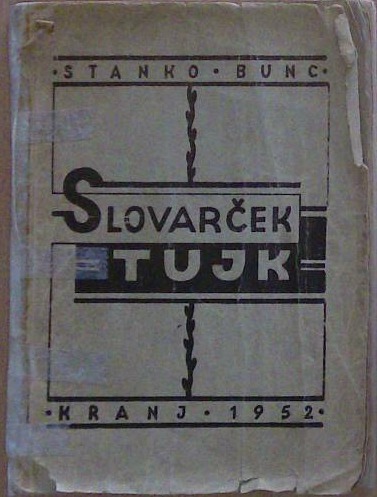 ·STANKO·BUNC·
SLOVARČEK
TUJK
·KRANJ·1952·